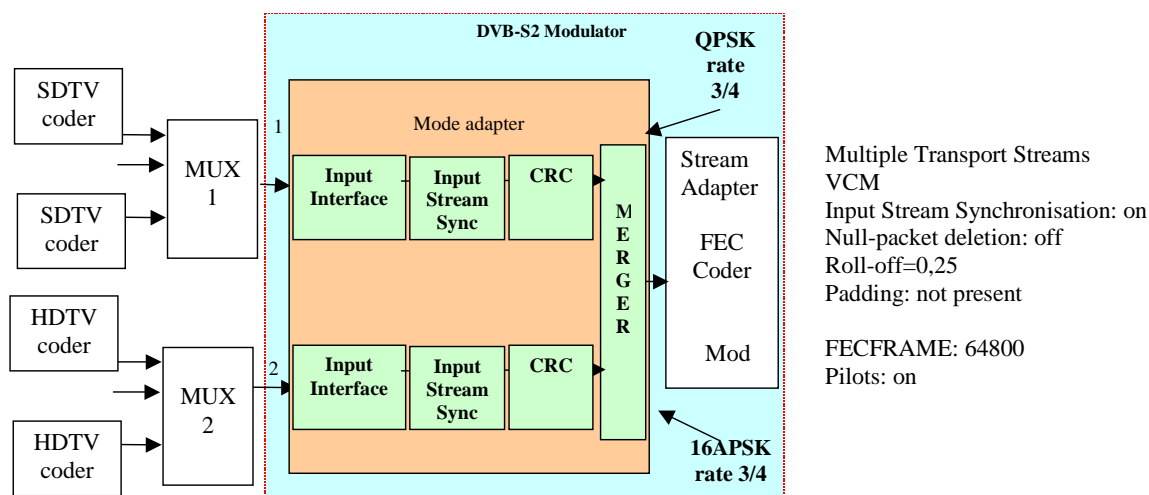 DVB-S2 Modulator
QPSK
rate
3/4
SDTV
coder
SDTV
coder
MUX
1
1
Mode adapter
Input
Interface
Input
Stream
Sync
CRC
M
E
R
G
E
R
Stream
Adapter
FEC
Coder
Mod
HDTV
coder
HDTV
coder
MUX
2
2
Input
Interface
Input
Stream
Sync
CRC
16APSK
rate 3/4
Multiple Transport Streams
VCM
Input Stream Synchronisation: on
Null-packet deletion: off
Roll-off=0,25
Padding: not present
FECFRAME: 64800
Pilots: on